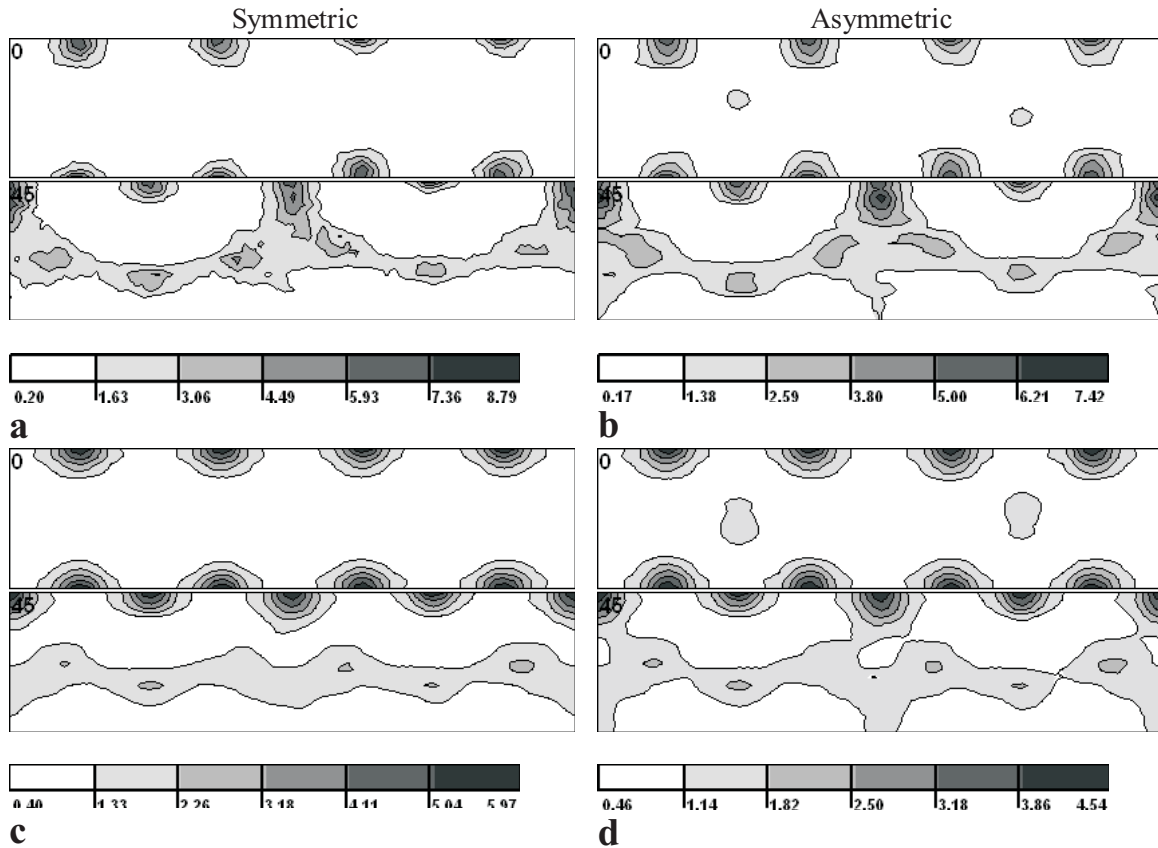 Symmetric Asymmetric
0 0
45 45
0.20 1.63 3.06 4.49 5.93 7.36 8.79
0.17 1.38 2.59 3.80 5.00 6.21 7.42
a b
0 0
45 45
0.40 1.33 2.26 3.18 4.11 5.04 5.97
0.46 1.14 1.82 2.50 3.18 3.86 4.54
c d